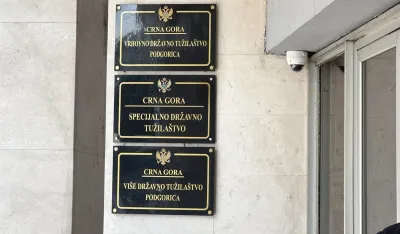 CRNA GORA
VRHOVNO DRŽAVNO TUŽILAŠTVO
PODGORICA
CRNA GORA
SPECIJALNO DRŽAVNO
TUŽILAŠTVO
CRNA GORA
VIŠE DRŽAVNO TUŽILAŠTVO
PODGORICA